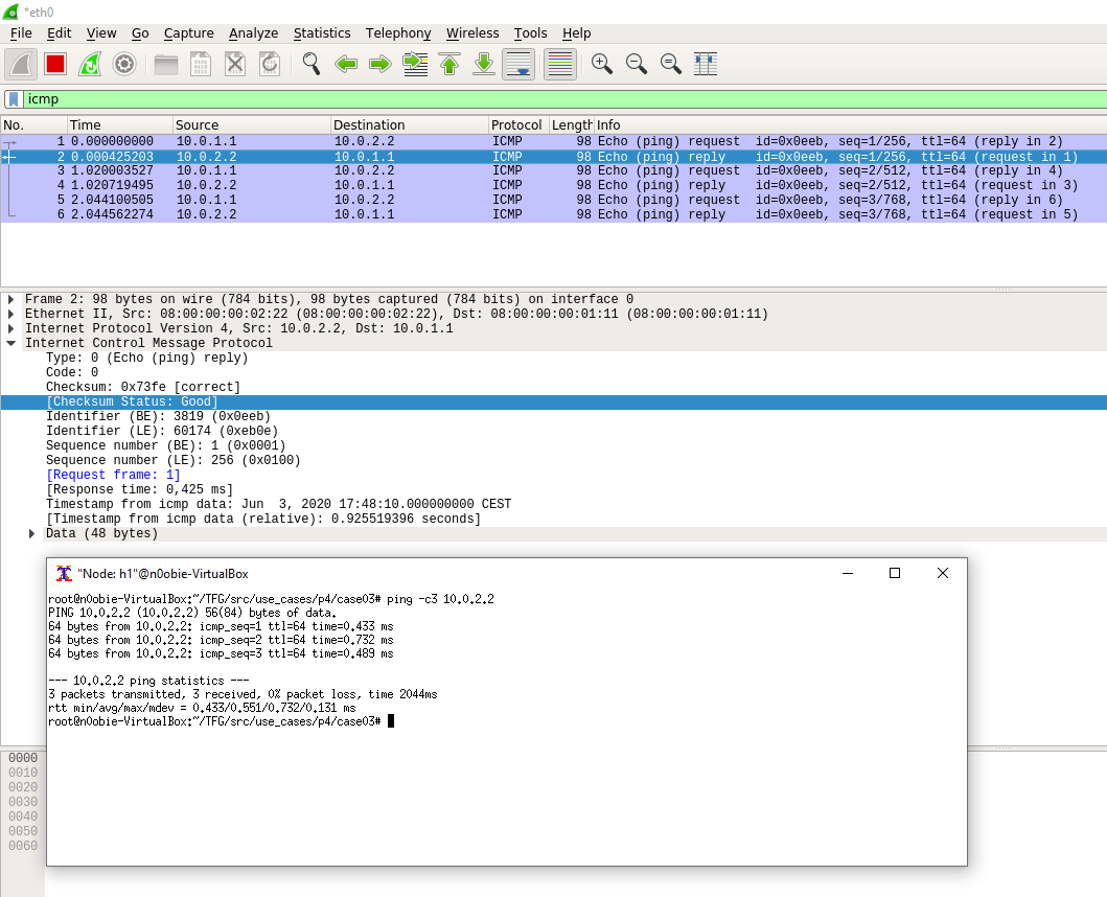 *eth0
File Edit View Go Capture Analyze Statistics Telephony Wireless Tools Help
icmp
No. Time Source Destination Protocol Length Info
1 0.000000000 10.0.1.1 10.0.2.2 ICMP 98 Echo (ping) request id=0x0eeb, seq=1/256, ttl=64 (reply in 2)
2 0.000425203 10.0.2.2 10.0.1.1 ICMP 98 Echo (ping) reply id=0x0eeb, seq=1/256, ttl=64 (request in 1)
3 1.020003527 10.0.1.1 10.0.2.2 ICMP 98 Echo (ping) request id=0x0eeb, seq=2/512, ttl=64 (reply in 4)
4 1.020719495 10.0.2.2 10.0.1.1 ICMP 98 Echo (ping) reply id=0x0eeb, seq=2/512, ttl=64 (request in 3)
5 2.044100505 10.0.1.1 10.0.2.2 ICMP 98 Echo (ping) request id=0x0eeb, seq=3/768, ttl=64 (reply in 6)
6 2.044562274 10.0.2.2 10.0.1.1 ICMP 98 Echo (ping) reply id=0x0eeb, seq=3/768, ttl=64 (request in 5)
Frame 2: 98 bytes on wire (784 bits), 98 bytes captured (784 bits) on interface 0
Ethernet II, Src: 08:00:00:00:02:22 (08:00:00:00:02:22), Dst: 08:00:00:00:01:11 (08:00:00:00:01:11)
Internet Protocol Version 4, Src: 10.0.2.2, Dst: 10.0.1.1
Internet Control Message Protocol
Type: 0 (Echo (ping) reply)
Code: 0
Checksum: 0x73fe [correct]
[Checksum Status: Good]
Identifier (BE): 3819 (0x0eeb)
Identifier (LE): 60174 (0xeb0e)
Sequence number (BE): 1 (0x0001)
Sequence number (LE): 256 (0x0100)
[Request frame: 1]
[Response time: 0,425 ms]
Timestamp from icmp data: Jun  3, 2020 17:48:10.000000000 CEST
[Timestamp from icmp data (relative): 0.925519396 seconds]
Data (48 bytes)
"Node: h1"@n0obie-VirtualBox
root@n0obie-VirtualBox:~/TFG/src/use_cases/p4/case03# ping -c3 10.0.2.2
PING 10.0.2.2 (10.0.2.2) 56(84) bytes of data.
64 bytes from 10.0.2.2: icmp_seq=1 ttl=64 time=0.433 ms
64 bytes from 10.0.2.2: icmp_seq=2 ttl=64 time=0.732 ms
64 bytes from 10.0.2.2: icmp_seq=3 ttl=64 time=0.489 ms
--- 10.0.2.2 ping statistics ---
3 packets transmitted, 3 received, 0% packet loss, time 2044ms
rtt min/avg/max/mdev = 0.433/0.551/0.732/0.131 ms
root@n0obie-VirtualBox:~/TFG/src/use_cases/p4/case03#
0000
0010
0020
0030
0040
0050
0060